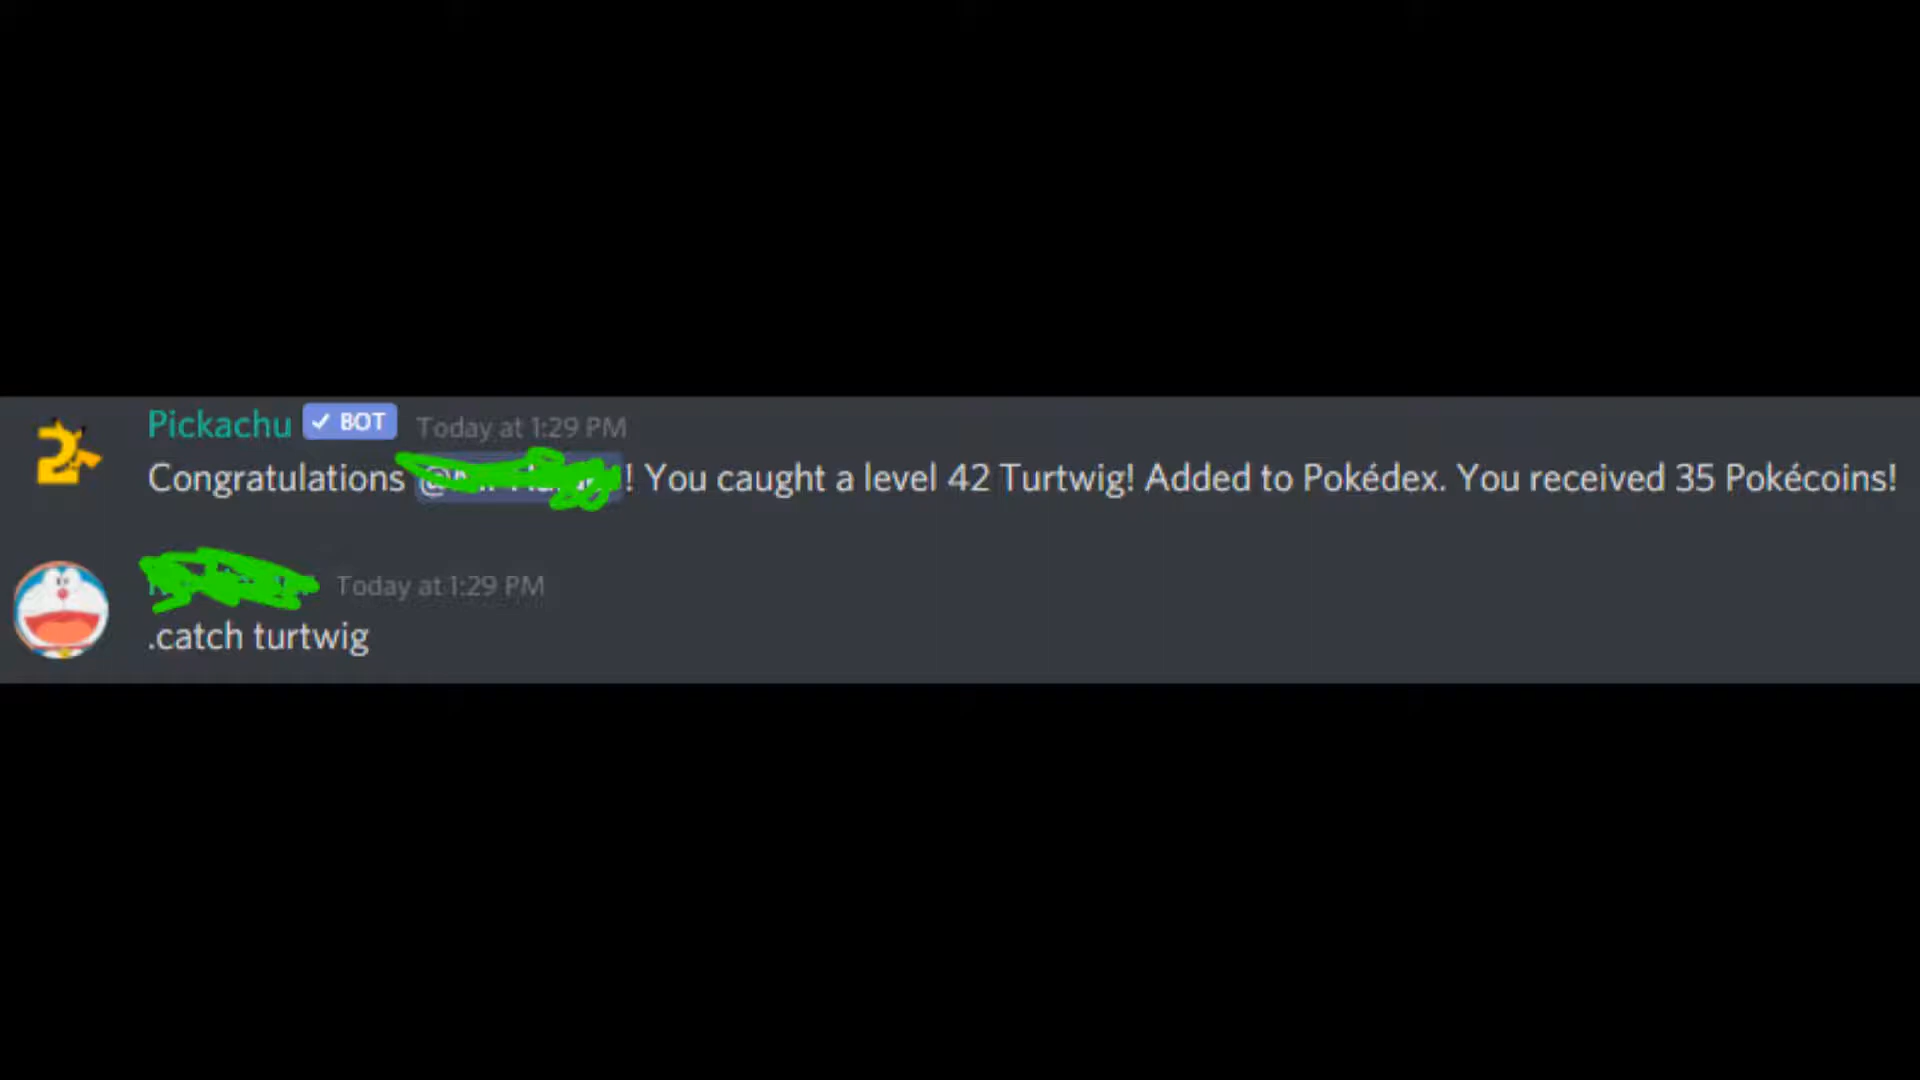 Pickachu ✓ BOT Today at 1:29 PM
Congratulations ! You caught a level 42 Turtwig! Added to Pokédex. You received 35 Pokécoins!
Today at 1:29 PM
.catch turtwig